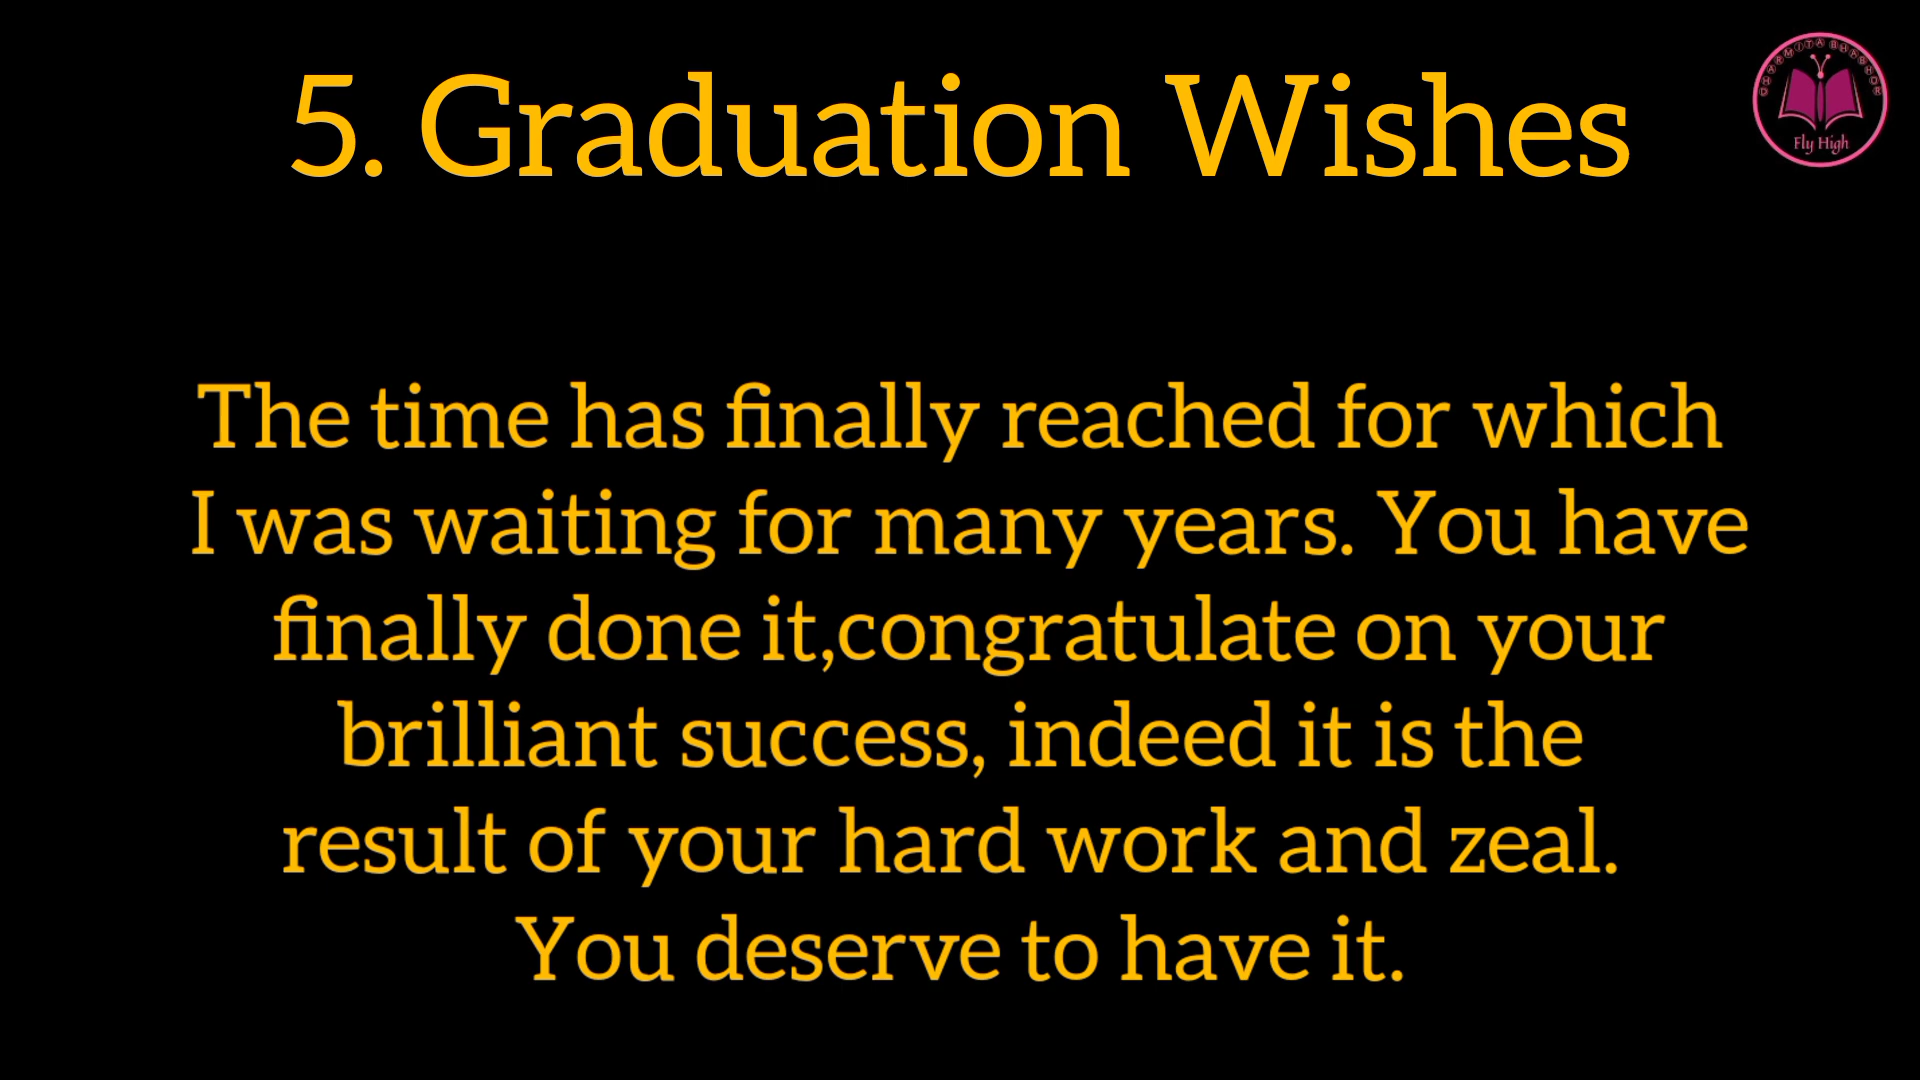 5. Graduation Wishes
DHARMITA BHASHOR
Fly High
The time has finally reached for which
I was waiting for many years. You have
finally done it,congratulate on your
brilliant success, indeed it is the
result of your hard work and zeal.
You deserve to have it.